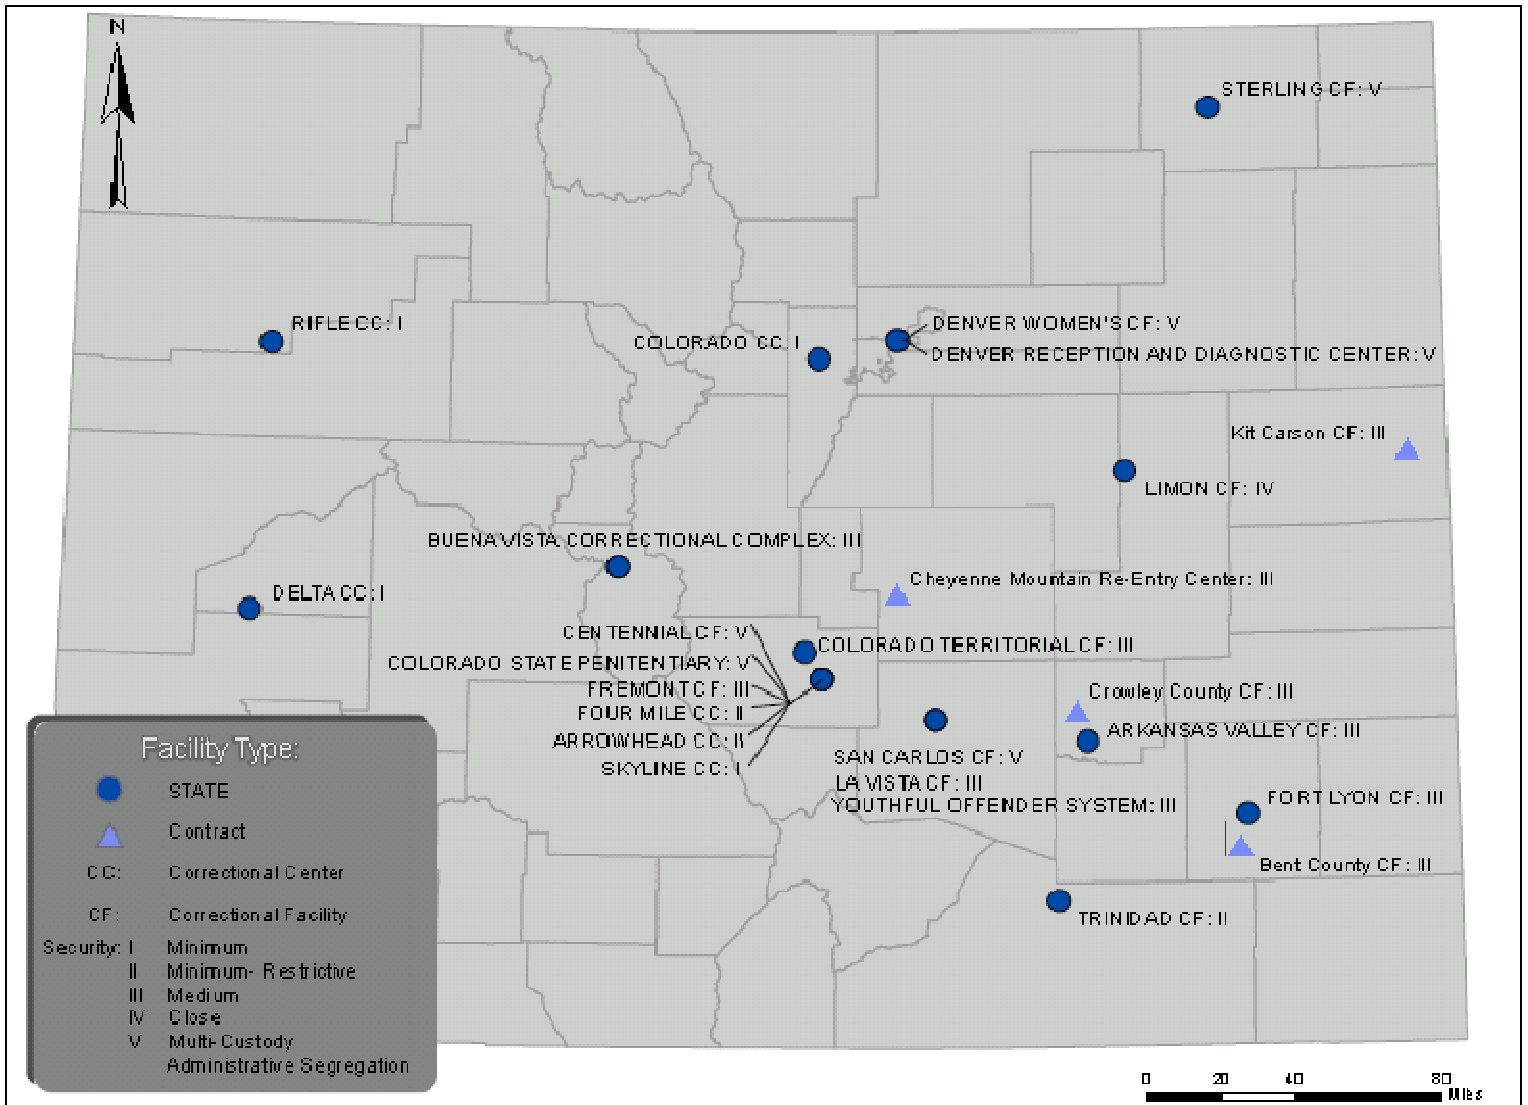 N
STERLING CF: V
RIFLE CC: I
COLORADO CC: I
DENVER WOMEN'S CF: V
DENVER RECEPTION AND DIAGNOSTIC CENTER: V
Kit Carson CF: III
LIMON CF: IV
BUENA VISTA CORRECTIONAL COMPLEX: III
Cheyenne Mountain Re-Entry Center: III
DELTA CC: I
CENTENNIAL CF: V
COLORADO TERRITORIAL CF: III
COLORADO STATE PENITENTIARY: V
FREMONT CF: III
FOUR MILE CC: II
ARROWHEAD CC: II
SKYLINE CC: I
Crowley County CF: III
ARKANSAS VALLEY CF: III
SAN CARLOS CF: V
LA VISTA CF: III
YOUTHFUL OFFENDER SYSTEM: III
FORT LYON CF: III
Bent County CF: III
TRINIDAD CF: II
Facility Type:
STATE
Contract
CC: Correctional Center
CF: Correctional Facility
Security: I Minimum
II Minimum- Restrictive
III Medium
IV Close
V Multi-Custody
Administrative Segregation
0 20 40 80
Miles